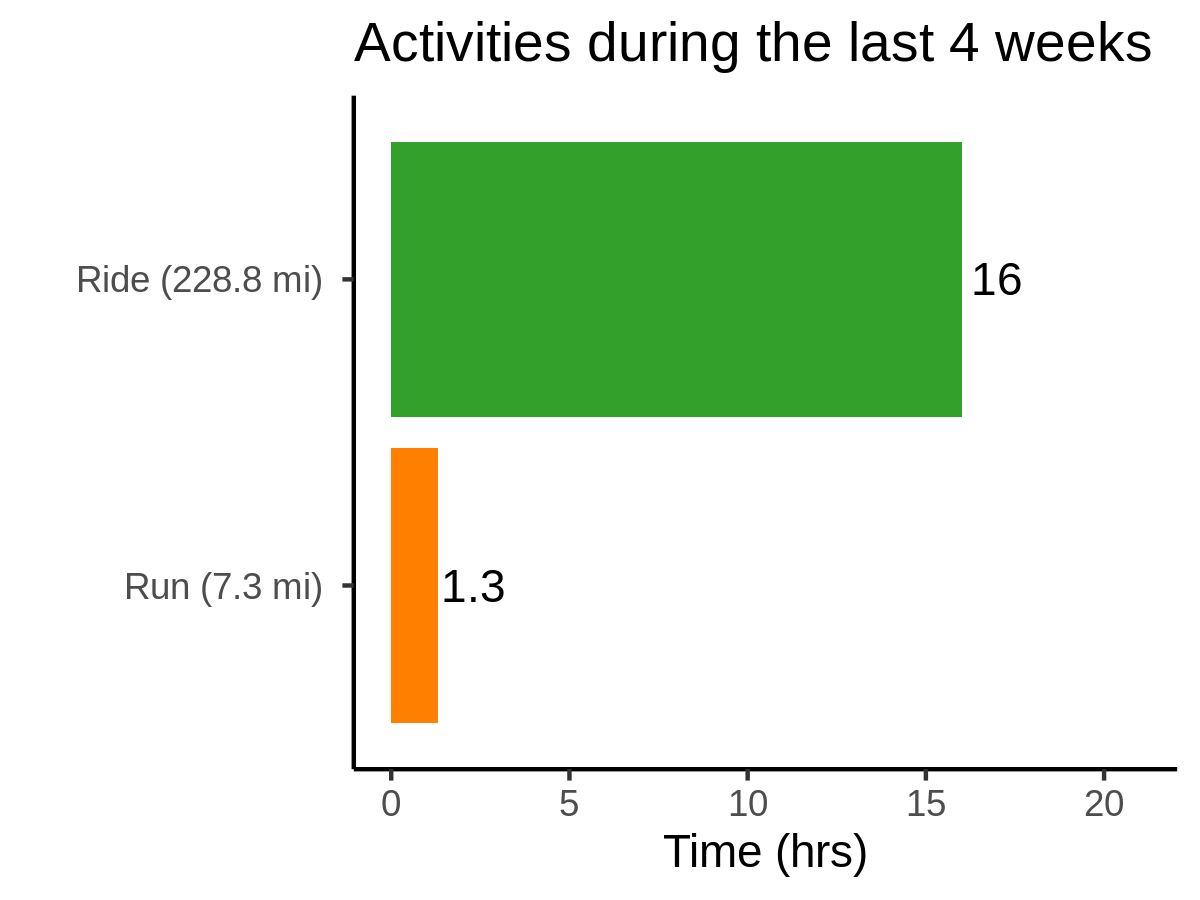 Activities during the last 4 weeks
Ride (228.8 mi)
16
Run (7.3 mi)
1.3
0 5 10 15 20
Time (hrs)